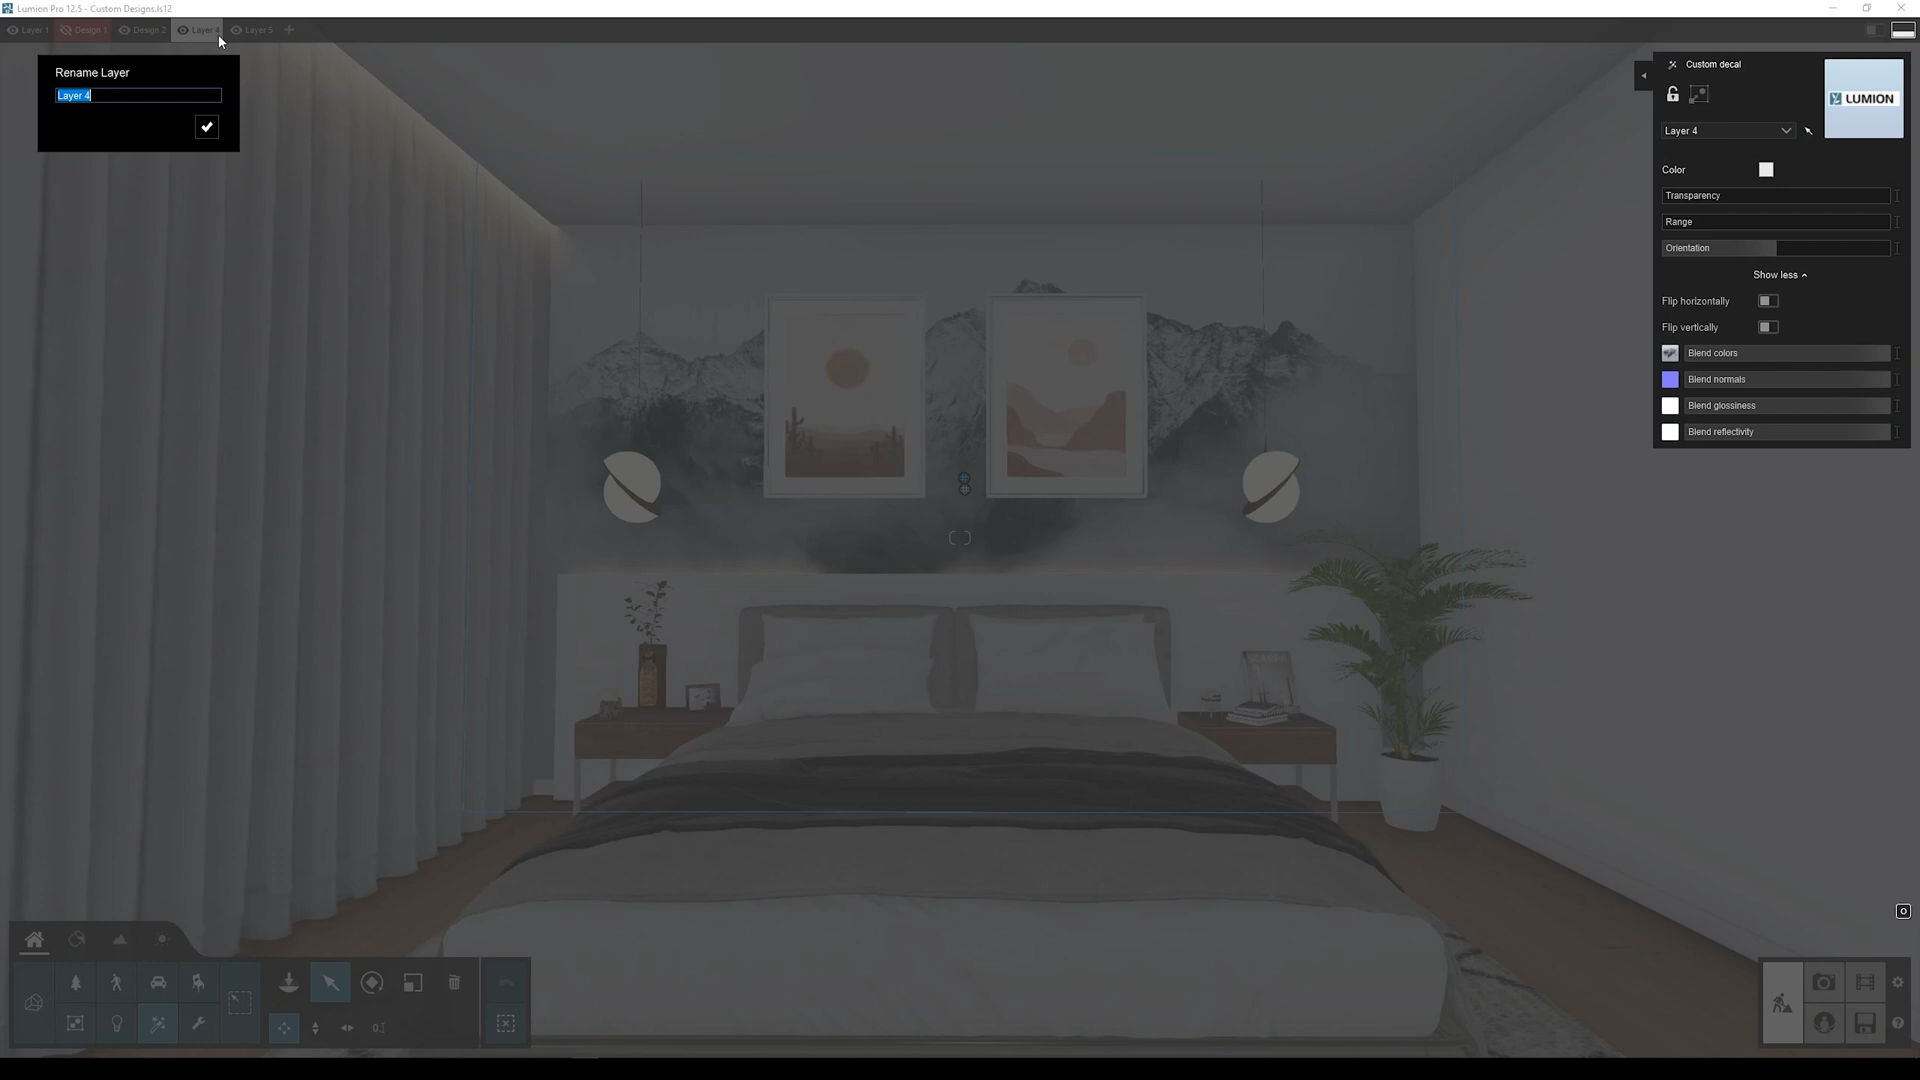 Lumion Pro 12.5 - Custom Designs.ls12
Layer 1
Design 1
Design 2
Layer 4
Layer 5
Rename Layer
Layer 4
Custom decal
LUMION
Layer 4
Color
Transparency
Range
Orientation
Show less
Flip horizontally
Flip vertically
Blend colors
Blend normals
Blend glossiness
Blend reflectivity